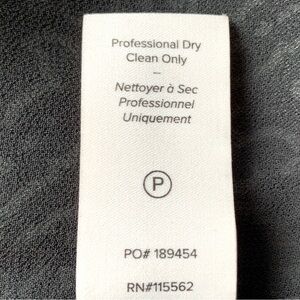 Professional Dry
Clean Only
–
Nettoyer à Sec
Professionnel
Uniquement
P
PO# 189454
RN#115562